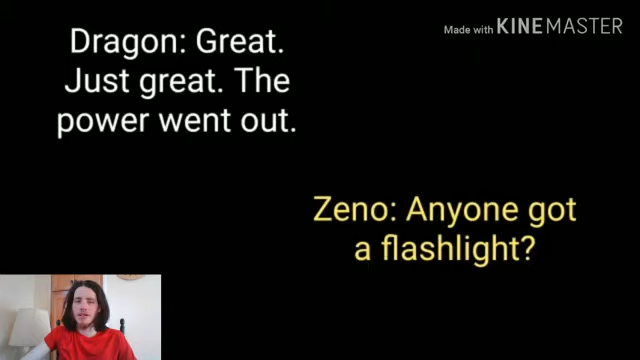 Dragon: Great.
Just great. The
power went out.
Made with KINEMASTER
Zeno: Anyone got
a flashlight?